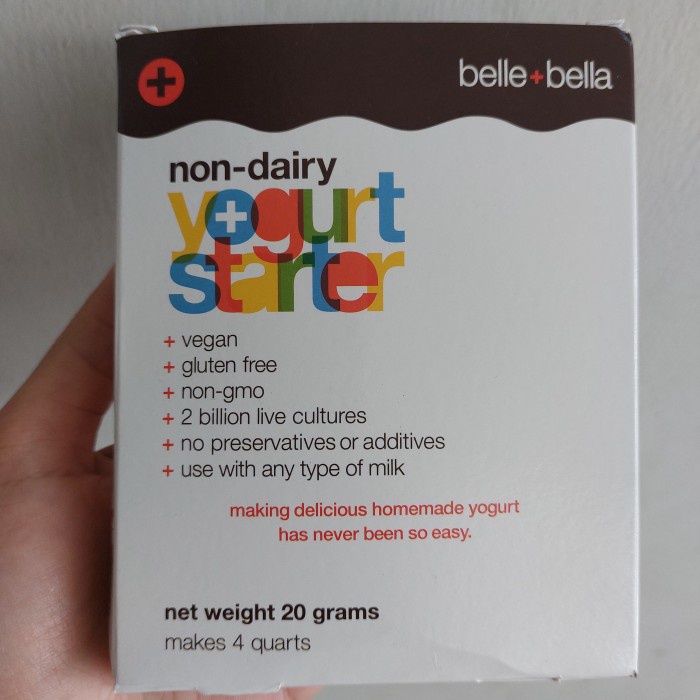 belle+bella
non-dairy
yogurt
starter
+ vegan
+ gluten free
+ non-gmo
+ 2 billion live cultures
+ no preservatives or additives
+ use with any type of milk
making delicious homemade yogurt
has never been so easy.
net weight 20 grams
makes 4 quarts